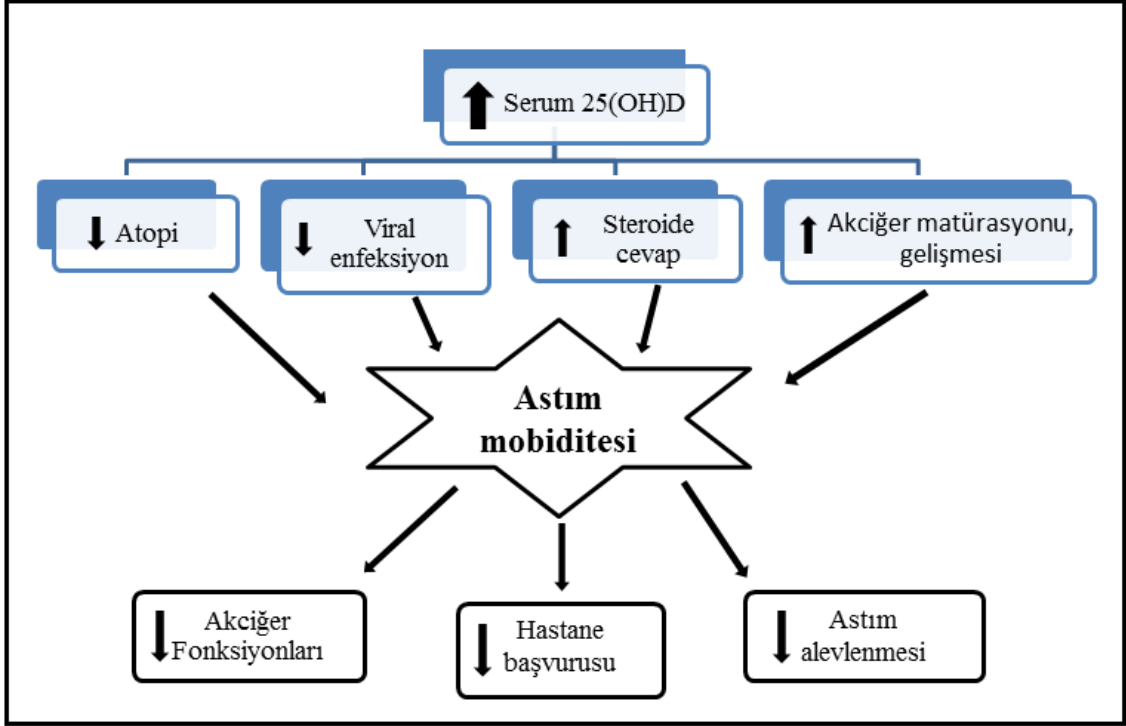 Serum 25(OH)D
Atopi
Viral
enfeksiyon
Steroide
cevap
Akciğer matürasyonu,
gelişmesi
Astım
mobiditesi
Akciğer
Fonksiyonları
Hastane
başvurusu
Astım
alevlenmesi